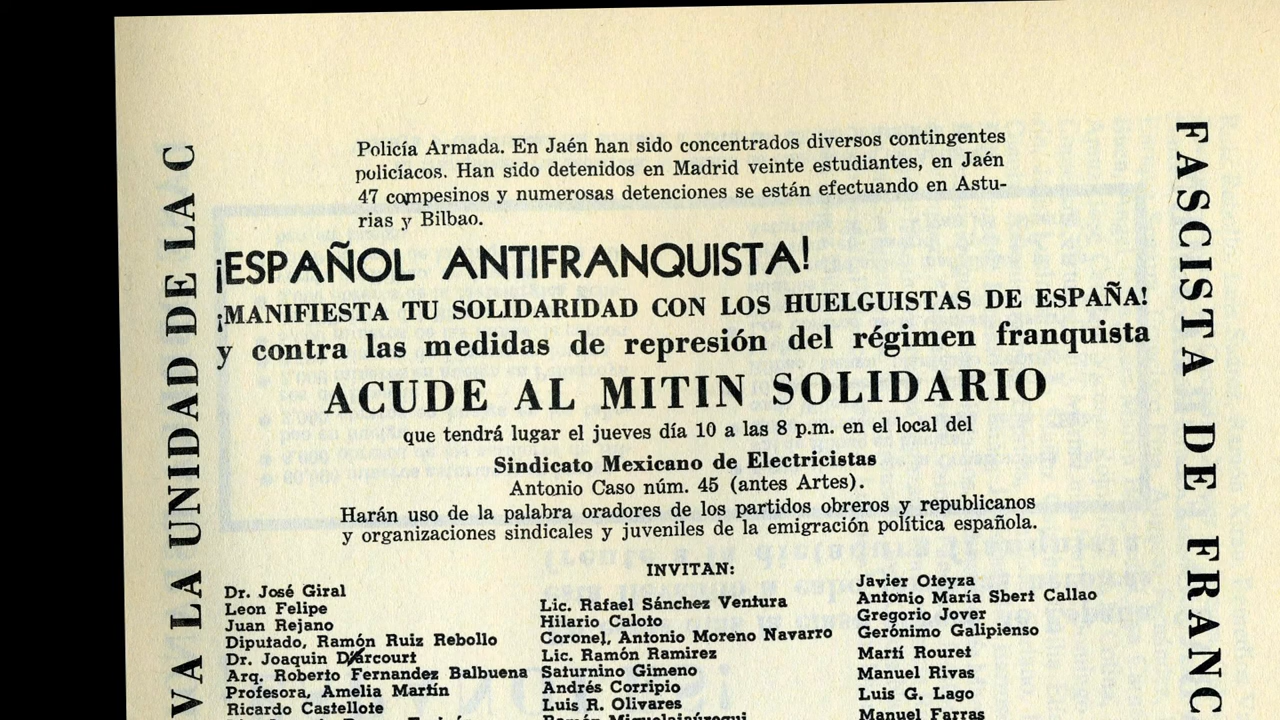 Policía Armada. En Jaén han sido concentrados diversos contingentes
policíacos. Han sido detenidos en Madrid veinte estudiantes, en Jaén
47 compesinos y numerosas detenciones se están efectuando en Astu-
rias y Bilbao.
¡ESPAÑOL ANTIFRANQUISTA!
¡MANIFIESTA TU SOLIDARIDAD CON LOS HUELGUISTAS DE ESPAÑA!
y contra las medidas de represión del régimen franquista
ACUDE AL MITIN SOLIDARIO
que tendrá lugar el jueves día 10 a las 8 p.m. en el local del
Sindicato Mexicano de Electricistas
Antonio Caso núm. 45 (antes Artes).
Harán uso de la palabra oradores de los partidos obreros y republicanos
y organizaciones sindicales y juveniles de la emigración política española.
INVITAN:
Dr. José Giral
Leon Felipe
Juan Rejano
Diputado, Ramón Ruiz Rebollo
Dr. Joaquin D'arcourt
Arq. Roberto Fernandez Balbuena
Profesora, Amelia Martín
Ricardo Castellote
Lic. Rafael Sánchez Ventura
Hilario Caloto
Coronel, Antonio Moreno Navarro
Lic. Ramón Ramirez
Saturnino Gimeno
Andrés Corripio
Luis R. Olivares
Ramón Miguelajáuregui
Javier Oteyza
Antonio María Sbert Callao
Gregorio Jover
Gerónimo Galipienso
Martí Rouret
Manuel Rivas
Luis G. Lago
Manuel Farras
VA LA UNIDAD DE LA C
FASCISTA DE FRANC